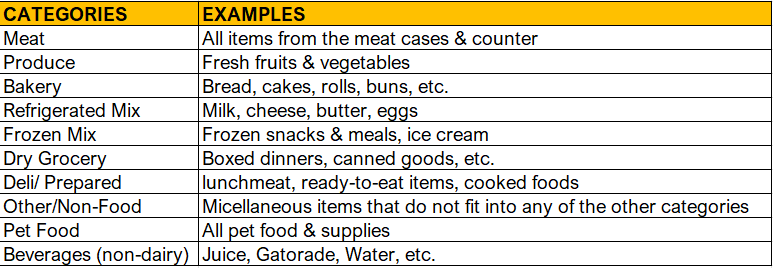 CATEGORIES EXAMPLES
Meat All items from the meat cases & counter
Produce Fresh fruits & vegetables
Bakery Bread, cakes, rolls, buns, etc.
Refrigerated Mix Milk, cheese, butter, eggs
Frozen Mix Frozen snacks & meals, ice cream
Dry Grocery Boxed dinners, canned goods, etc.
Deli/ Prepared lunchmeat, ready-to-eat items, cooked foods
Other/Non-Food Micellaneous items that do not fit into any of the other categories
Pet Food All pet food & supplies
Beverages (non-dairy) Juice, Gatorade, Water, etc.